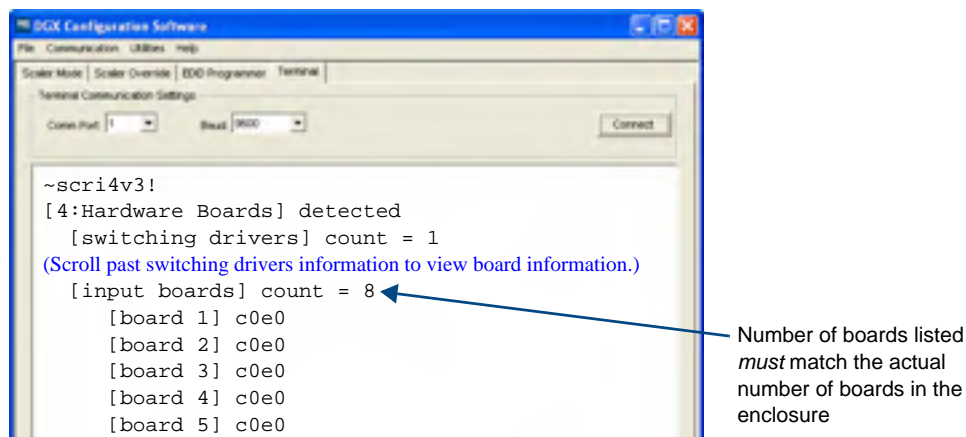 DGX Configuration Software
File Communication Utilities Help
Scaler Mode Scaler Override EDID Programmer Terminal
Terminal Communication Settings
Comm Port 1 Baud 9600 Connect
~scri4v3!
[4:Hardware Boards] detected
[switching drivers] count = 1
(Scroll past switching drivers information to view board information.)
[input boards] count = 8
[board 1] c0e0
[board 2] c0e0
[board 3] c0e0
[board 4] c0e0
[board 5] c0e0
Number of boards listed
must match the actual
number of boards in the
enclosure